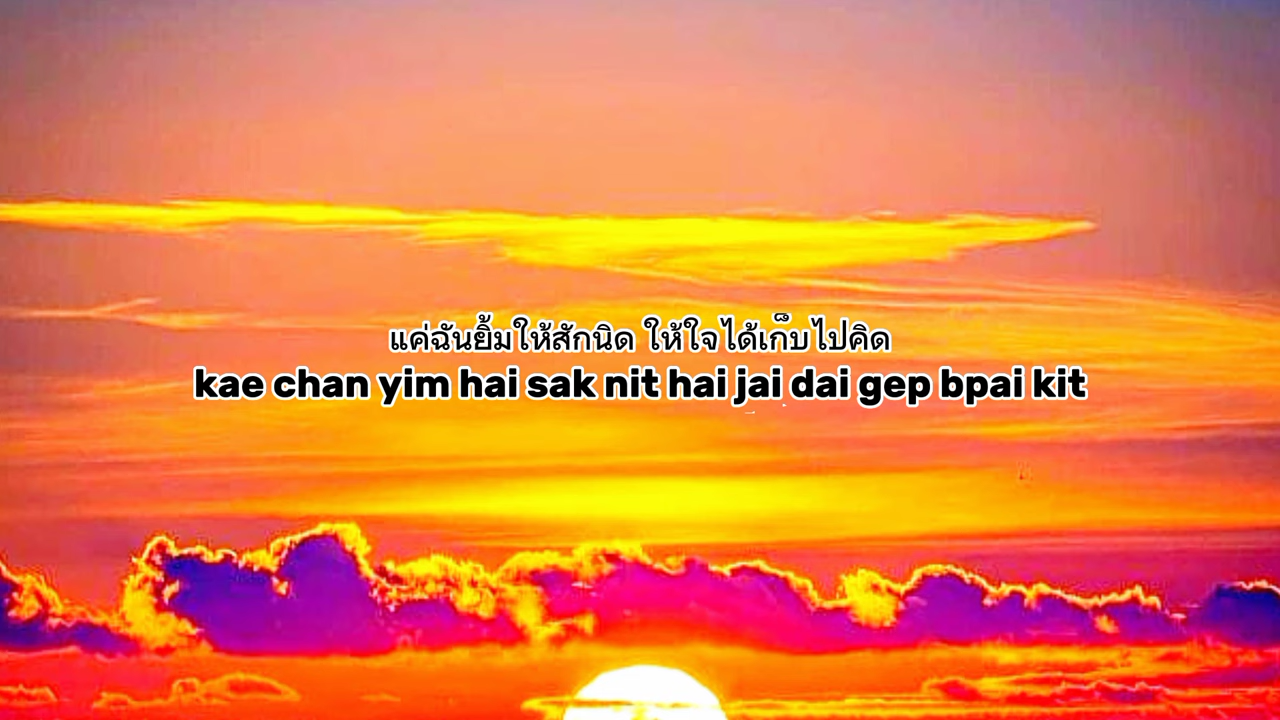 แค่ฉันยิ้มให้สักนิด ให้ใจได้เก็บไปคิด
kae chan yim hai sak nit hai jai dai gep bpai kit